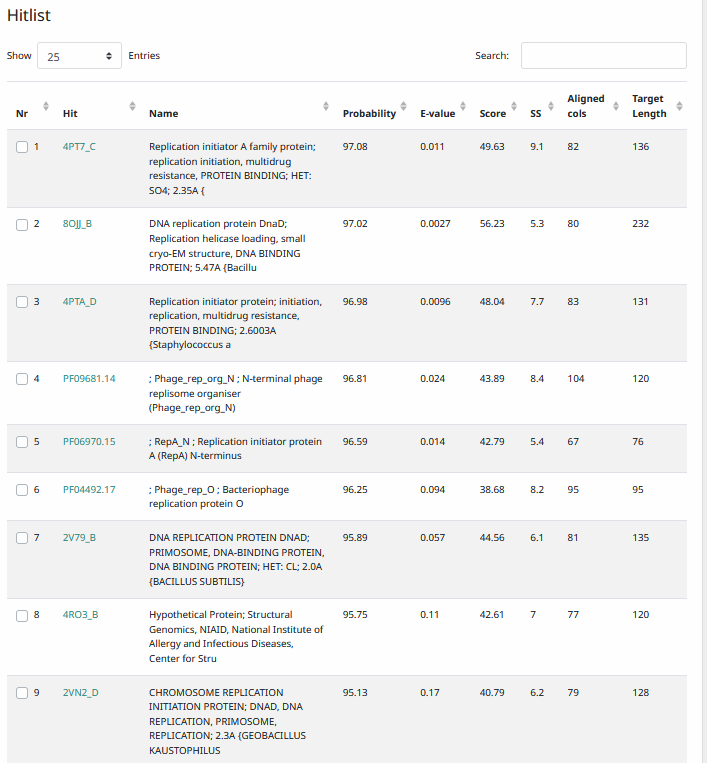 Hitlist
Show 25 Entries Search:
Nr Hit Name Probability E-value Score SS Aligned cols Target Length
1 4PT7_C Replication initiator A family protein; 97.08 0.011 49.63 9.1 82 136
replication initiation, multidrug
resistance, PROTEIN BINDING; HET:
SO4; 2.35A {
2 8OJJ_B DNA replication protein DnaD; 97.02 0.0027 56.23 5.3 80 232
Replication helicase loading, small
cryo-EM structure, DNA BINDING
PROTEIN; 5.47A {Bacillu
3 4PTA_D Replication initiator protein; initiation, 96.98 0.0096 48.04 7.7 83 131
replication, multidrug resistance,
PROTEIN BINDING; 2.6003A
{Staphylococcus a
4 PF09681.14 ; Phage_rep_org_N ; N-terminal phage 96.81 0.024 43.89 8.4 104 120
replisome organiser
(Phage_rep_org_N)
5 PF06970.15 ; RepA_N ; Replication initiator protein 96.59 0.014 42.79 5.4 67 76
A (RepA) N-terminus
6 PF04492.17 ; Phage_rep_O ; Bacteriophage 96.25 0.094 38.68 8.2 95 95
replication protein O
7 2V79_B DNA REPLICATION PROTEIN DNAD; 95.89 0.057 44.56 6.1 81 135
PRIMOSOME, DNA-BINDING PROTEIN,
DNA BINDING PROTEIN; HET: CL; 2.0A
{BACILLUS SUBTILIS}
8 4RO3_B Hypothetical Protein; Structural 95.75 0.11 42.61 7 77 120
Genomics, NIAID, National Institute of
Allergy and Infectious Diseases,
Center for Stru
9 2VN2_D CHROMOSOME REPLICATION 95.13 0.17 40.79 6.2 79 128
INITIATION PROTEIN; DNAD, DNA
REPLICATION, PRIMOSOME,
REPLICATION; 2.3A {GEOBACILLUS
KAUSTOPHILUS